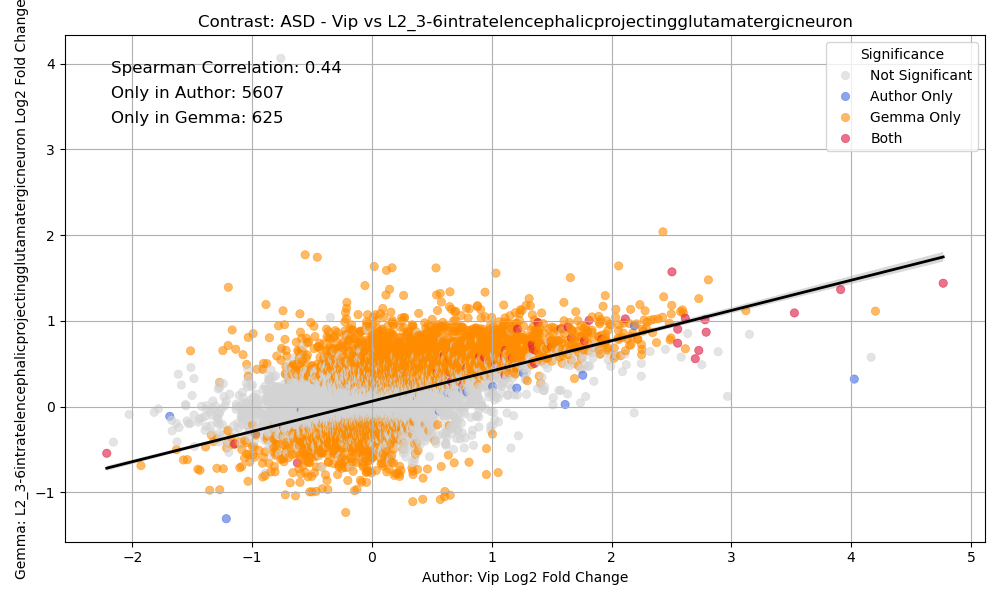 Contrast: ASD - Vip vs L2_3-6intratelencephalicprojectingglutamatergicneuron
Gemma: L2_3-6intratelencephalicprojectingglutamatergicneuron Log2 Fold Change
Spearman Correlation: 0.44
Only in Author: 5607
Only in Gemma: 625
Significance
Not Significant
Author Only
Gemma Only
Both
4
3
2
1
0
−1
−2
−1
0
1
2
3
4
5
Author: Vip Log2 Fold Change